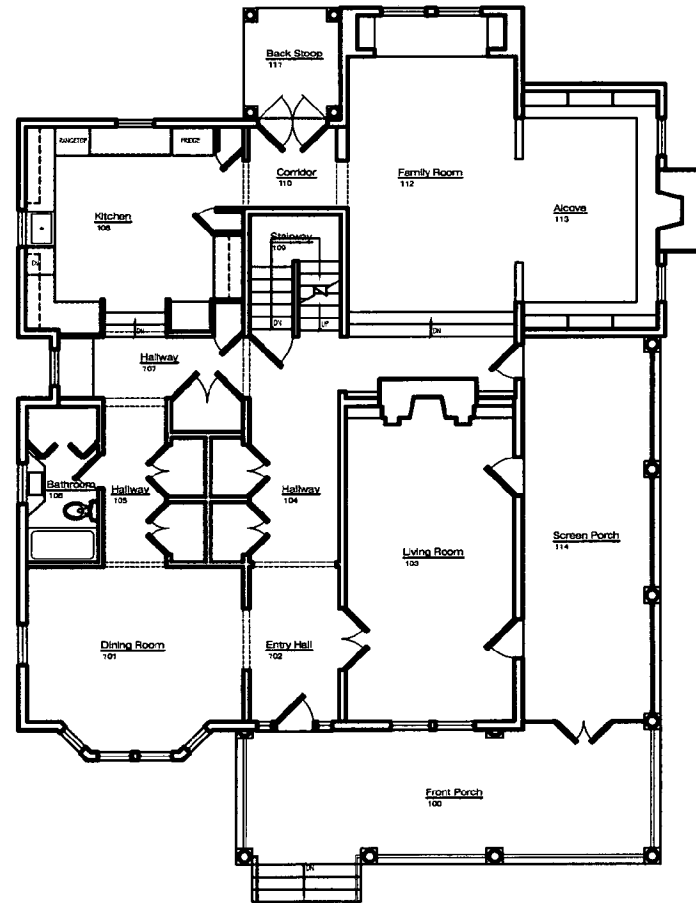 Back Stoop
111
RANGETOP
FRIDGE
Corridor
110
Family Room
112
Kitchen
108
Alcove
113
Stairway
109
DN
DN
UP
DN
DN
Hallway
107
Bathroom
106
Hallway
105
Hallway
104
Living Room
103
Screen Porch
114
Dining Room
101
Entry Hall
102
Front Porch
100
DN